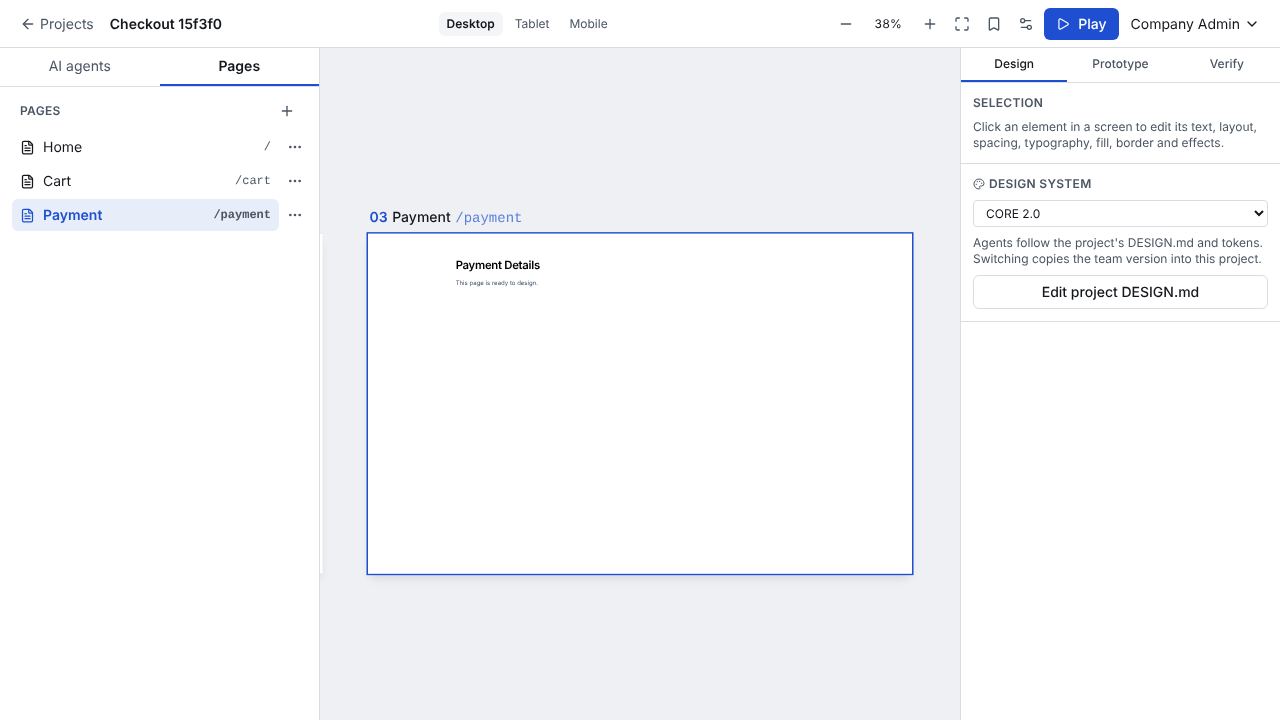 Projects
Checkout 15f3f0
Desktop
Tablet
Mobile
38%
Play
Company Admin
AI agents
Pages
PAGES
Home /
Cart /cart
Payment /payment
03 Payment /payment
Payment Details
This page is ready to design.
Design
Prototype
Verify
SELECTION
Click an element in a screen to edit its text, layout,
spacing, typography, fill, border and effects.
DESIGN SYSTEM
CORE 2.0
Agents follow the project's DESIGN.md and tokens.
Switching copies the team version into this project.
Edit project DESIGN.md